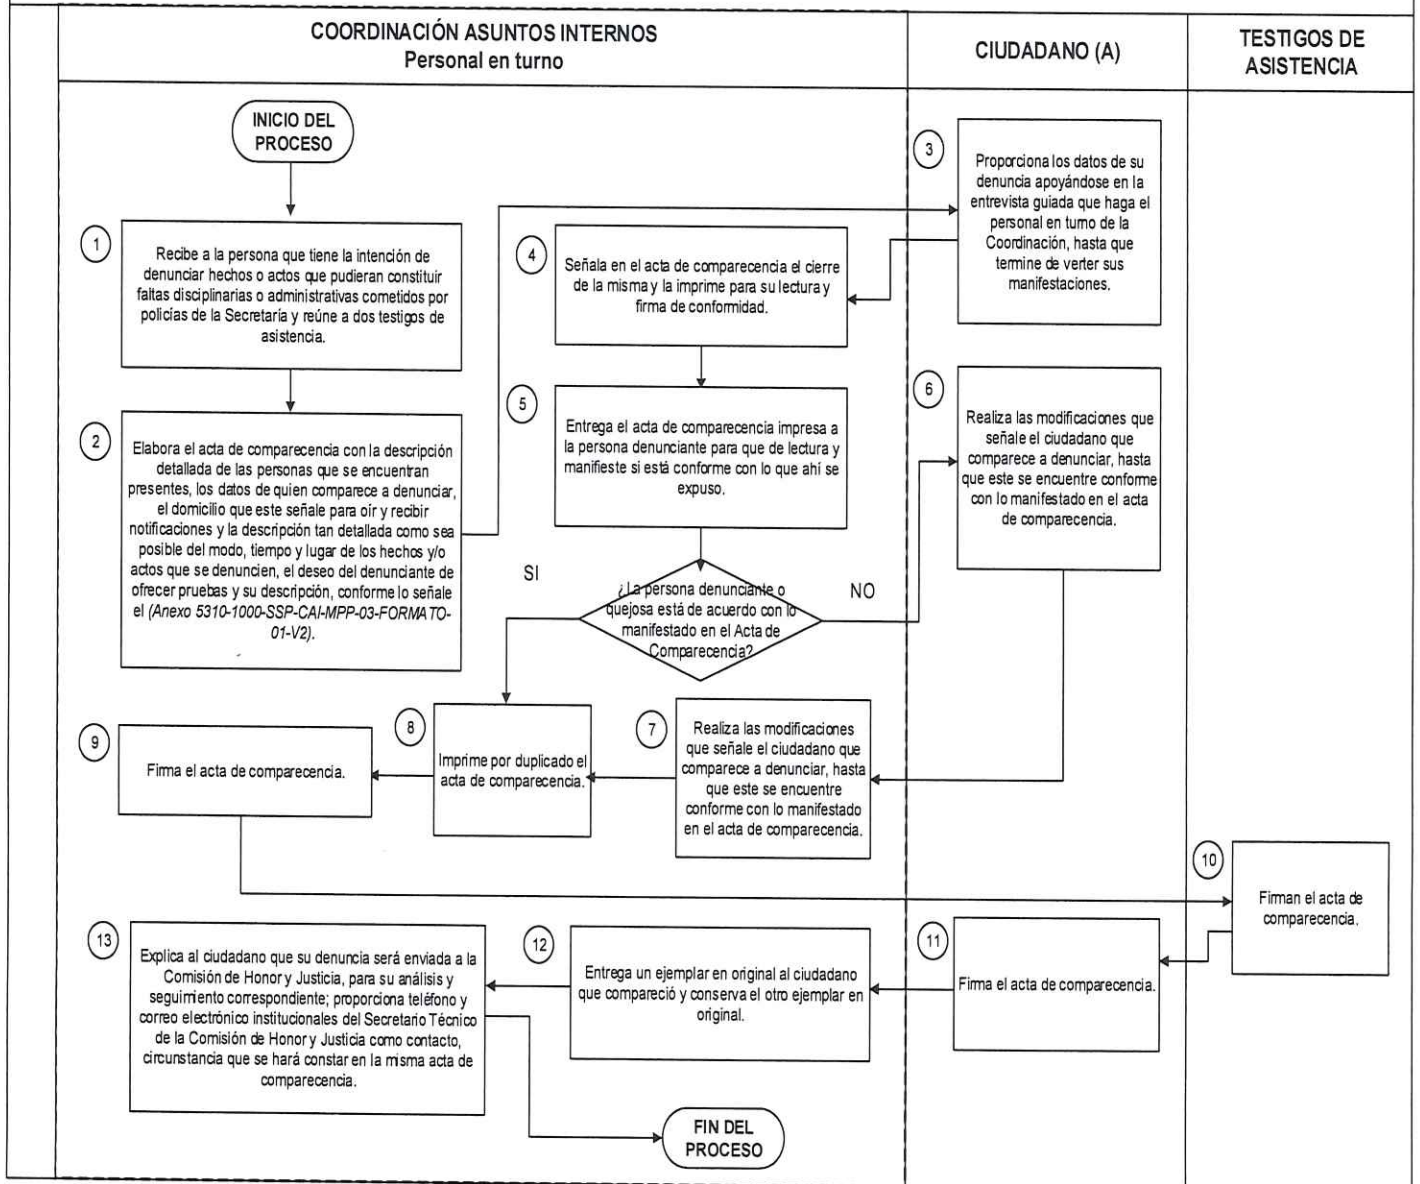 COORDINACIÓN ASUNTOS INTERNOS
Personal en turno
CIUDADANO (A)
TESTIGOS DE
ASISTENCIA
INICIO DEL
PROCESO
1
Recibe a la persona que tiene la intención de
denunciar hechos o actos que pudieran constituir
faltas disciplinarias o administrativas cometidos por
policías de la Secretaría y reúne a dos testigos de
asistencia.
2
Elabora el acta de comparecencia con la descripción
detallada de las personas que se encuentran
presentes, los datos de quien comparece a denunciar,
el domicilio que este señale para oír y recibir
notificaciones y la descripción tan detallada como sea
posible del modo, tiempo y lugar de los hechos y/o
actos que se denuncien, el deseo del denunciante de
ofrecer pruebas y su descripción, conforme lo señale
el (Anexo 5310-1000-SSP-CAI-MPP-03-FORMATO-
01-V2).
3
Proporciona los datos de su
denuncia apoyándose en la
entrevista guiada que haga el
personal en turno de la
Coordinación, hasta que
termine de verter sus
manifestaciones.
4
Señala en el acta de comparecencia el cierre
de la misma y la imprime para su lectura y
firma de conformidad.
5
Entrega el acta de comparecencia impresa a
la persona denunciante para que de lectura y
manifieste si está conforme con lo que ahí se
expuso.
SI
¿La persona denunciante o
quejosa está de acuerdo con lo
manifestado en el Acta de
Comparecencia?
NO
6
Realiza las modificaciones que
señale el ciudadano que
comparece a denunciar, hasta
que este se encuentre conforme
con lo manifestado en el acta
de comparecencia.
7
Realiza las modificaciones
que señale el ciudadano que
comparece a denunciar, hasta
que este se encuentre
conforme con lo manifestado
en el acta de comparecencia.
8
Imprime por duplicado el
acta de comparecencia.
9
Firma el acta de comparecencia.
10
Firman el acta de
comparecencia.
11
Firma el acta de comparecencia.
12
Entrega un ejemplar en original al ciudadano
que compareció y conserva el otro ejemplar en
original.
13
Explica al ciudadano que su denuncia será enviada a la
Comisión de Honor y Justicia, para su análisis y
seguimiento correspondiente; proporciona teléfono y
correo electrónico institucionales del Secretario Técnico
de la Comisión de Honor y Justicia como contacto,
circunstancia que se hará constar en la misma acta de
comparecencia.
FIN DEL
PROCESO